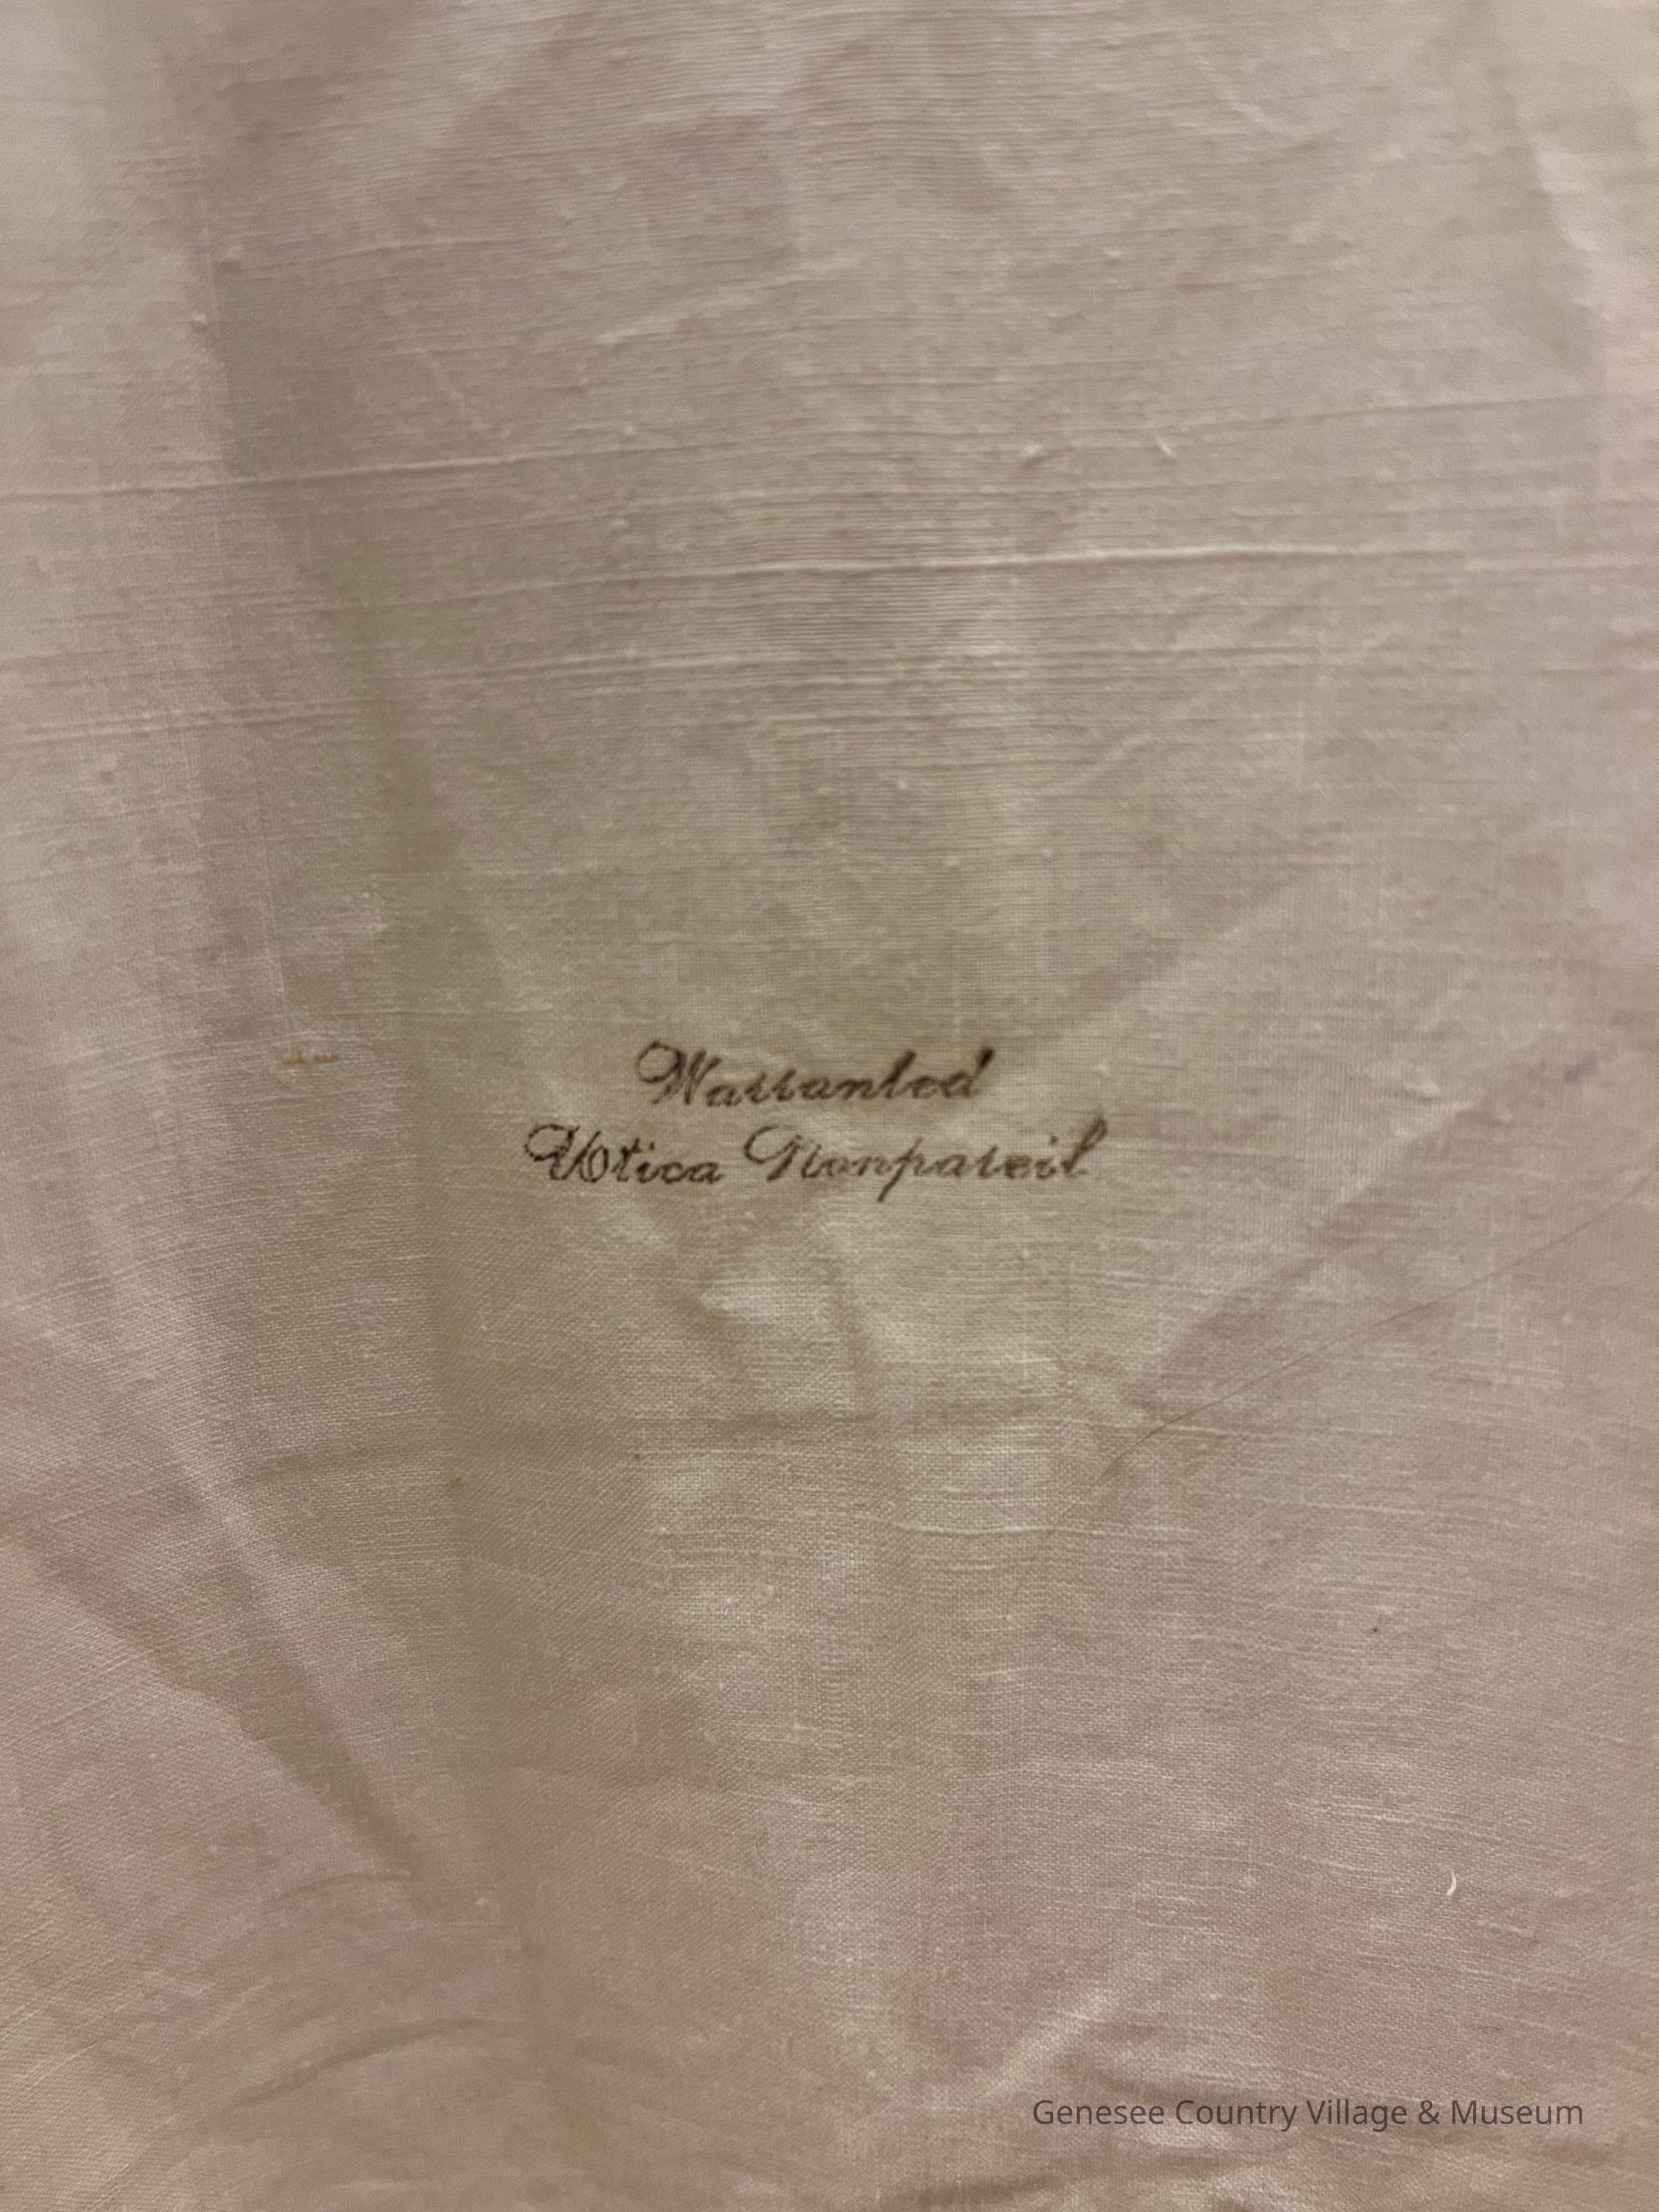 Warranted
Utica Nonpareil
Genesee Country Village & Museum